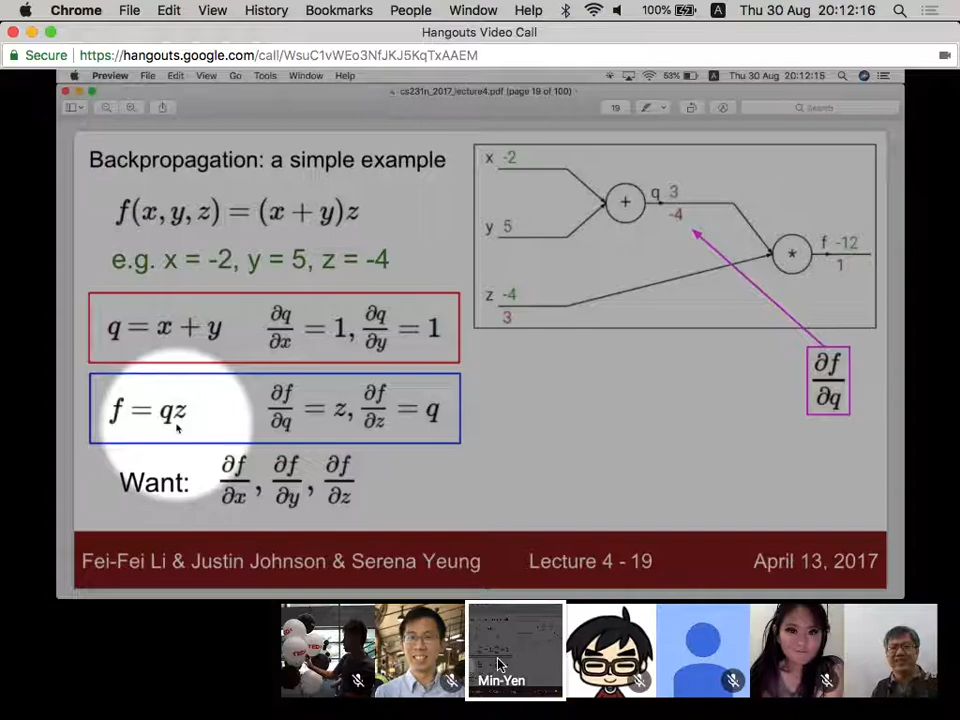 Chrome File Edit View History Bookmarks People Window Help 100% A Thu 30 Aug 20:12:16
Hangouts Video Call
Secure https://hangouts.google.com/call/WsuC1vWEo3NfJKJ5KqTxAAEM
Preview File Edit View Go Tools Window Help 53% A Thu 30 Aug 20:12:15
cs231n_2017_lecture4.pdf (page 19 of 100)
19 Search
Backpropagation: a simple example
f(x, y, z) = (x + y)z
e.g. x = -2, y = 5, z = -4
q = x + y ∂q/∂x = 1, ∂q/∂y = 1
f = qz ∂f/∂q = z, ∂f/∂z = q
Want: ∂f/∂x, ∂f/∂y, ∂f/∂z
x -2
y 5
z -4
3
+
q 3
-4
*
f -12
1
∂f/∂q
Fei-Fei Li & Justin Johnson & Serena Yeung Lecture 4 - 19 April 13, 2017
TED
Min-Yen